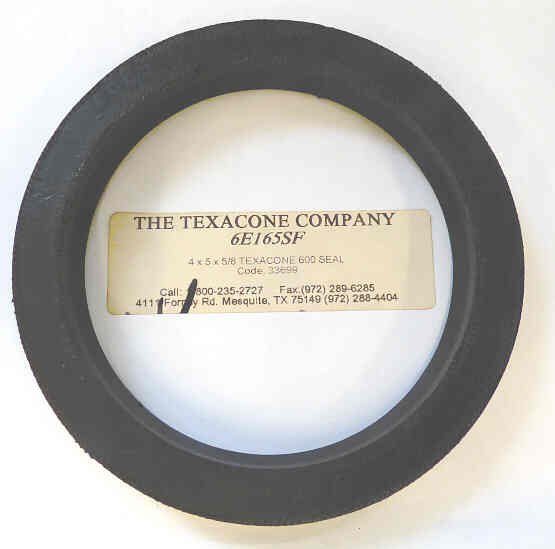 THE TEXACONE COMPANY
6E165SF
4 x 5 x 5/8 TEXACONE 600 SEAL
Code: 33699
Call: 1-800-235-2727 Fax.(972) 289-6285
4111 Forney Rd. Mesquite, TX 75149 (972) 288-4404